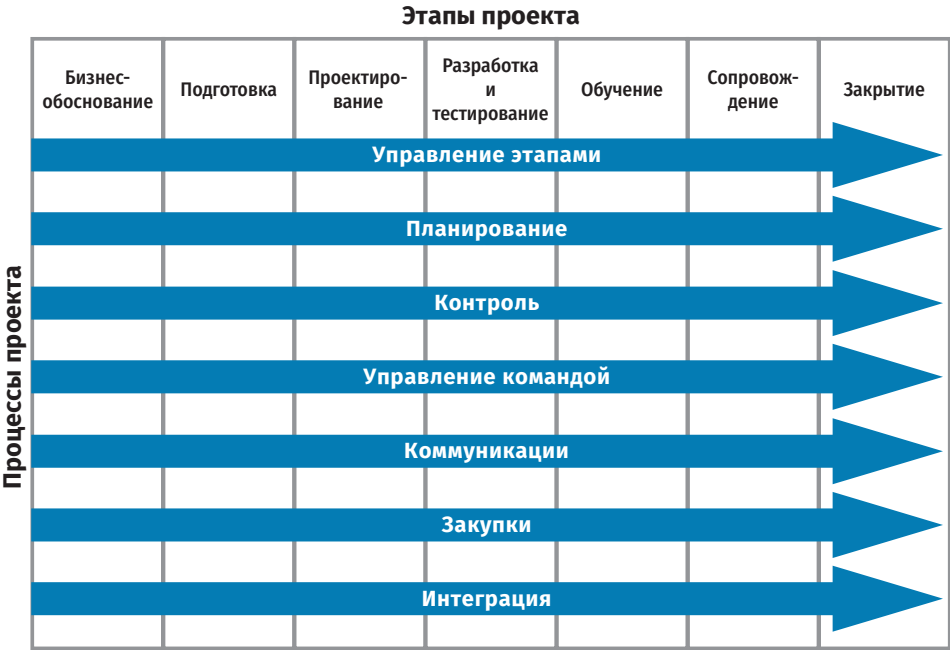 Этапы проекта
Бизнес-
обоснование
Подготовка
Проектиро-
вание
Разработка
и
тестирование
Обучение
Сопровож-
дение
Закрытие
Процессы проекта
Управление этапами
Планирование
Контроль
Управление командой
Коммуникации
Закупки
Интеграция